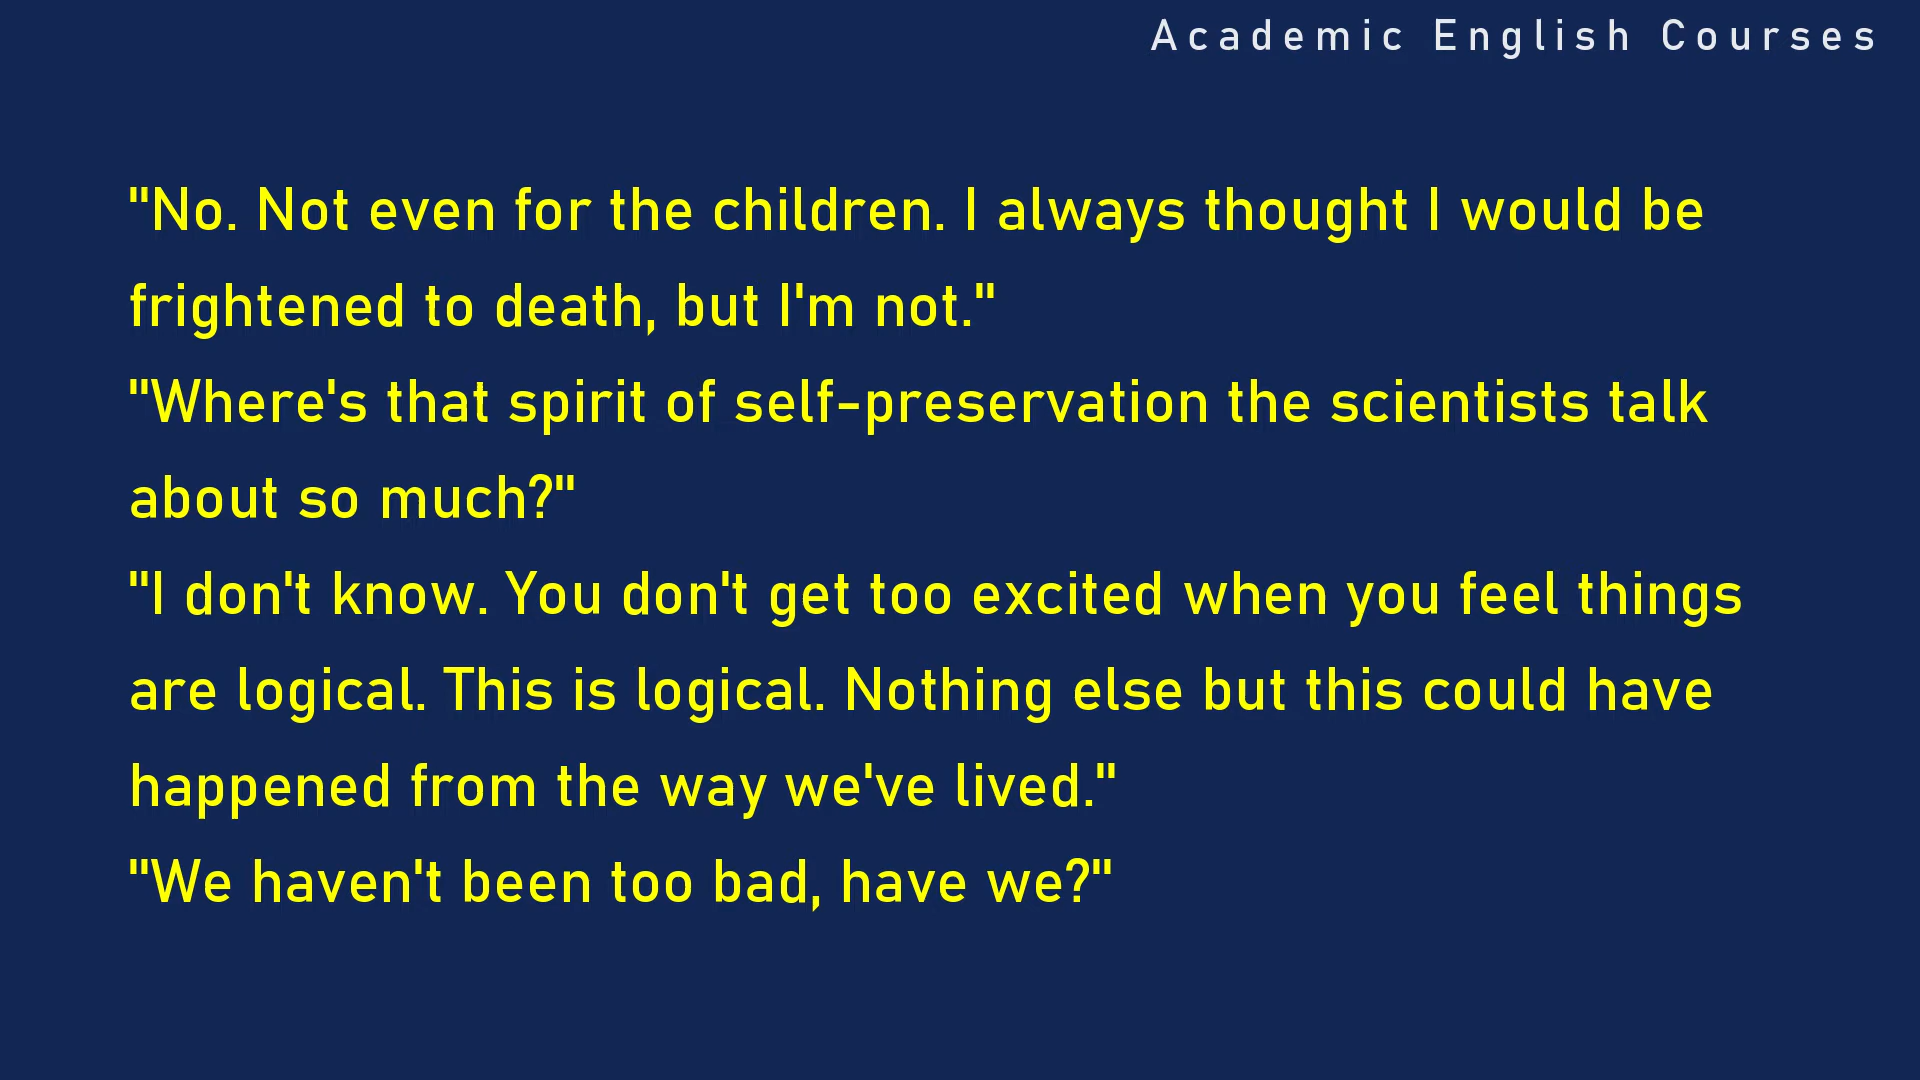 Academic English Courses
"No. Not even for the children. I always thought I would be
frightened to death, but I'm not."
"Where's that spirit of self-preservation the scientists talk
about so much?"
"I don't know. You don't get too excited when you feel things
are logical. This is logical. Nothing else but this could have
happened from the way we've lived."
"We haven't been too bad, have we?"